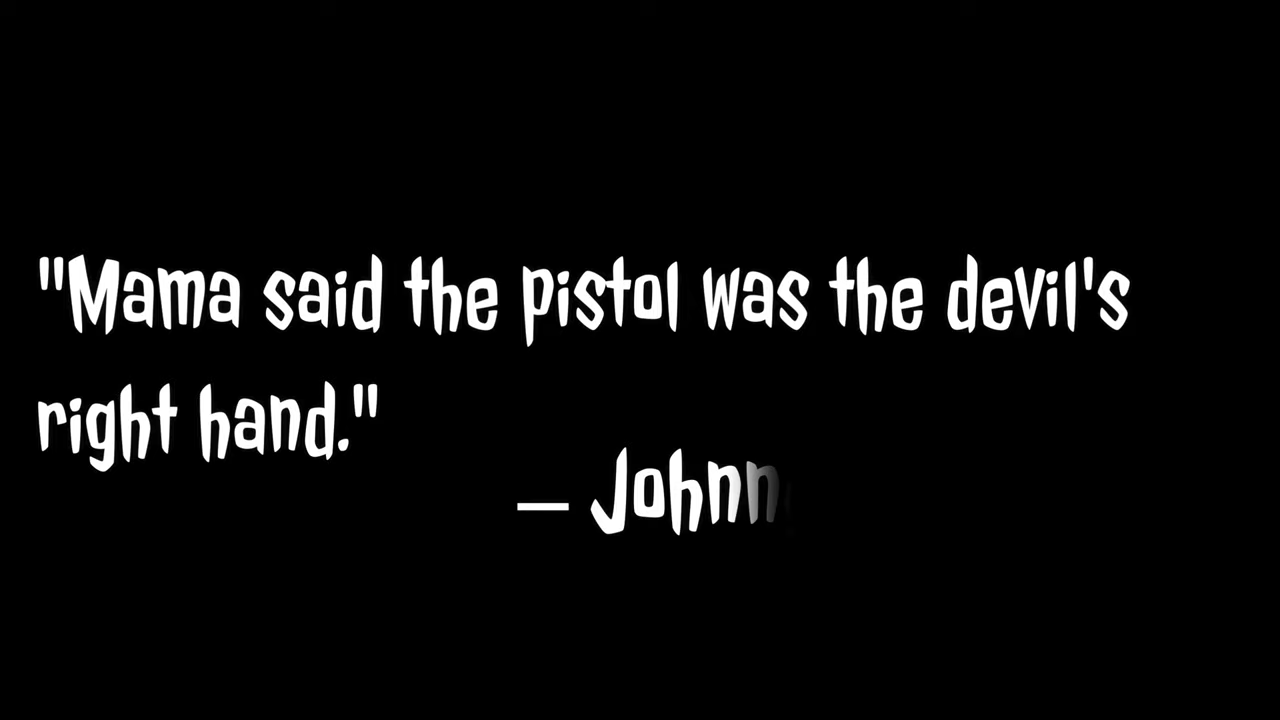 "Mama said the pistol was the devil's
right hand."
— Johnn